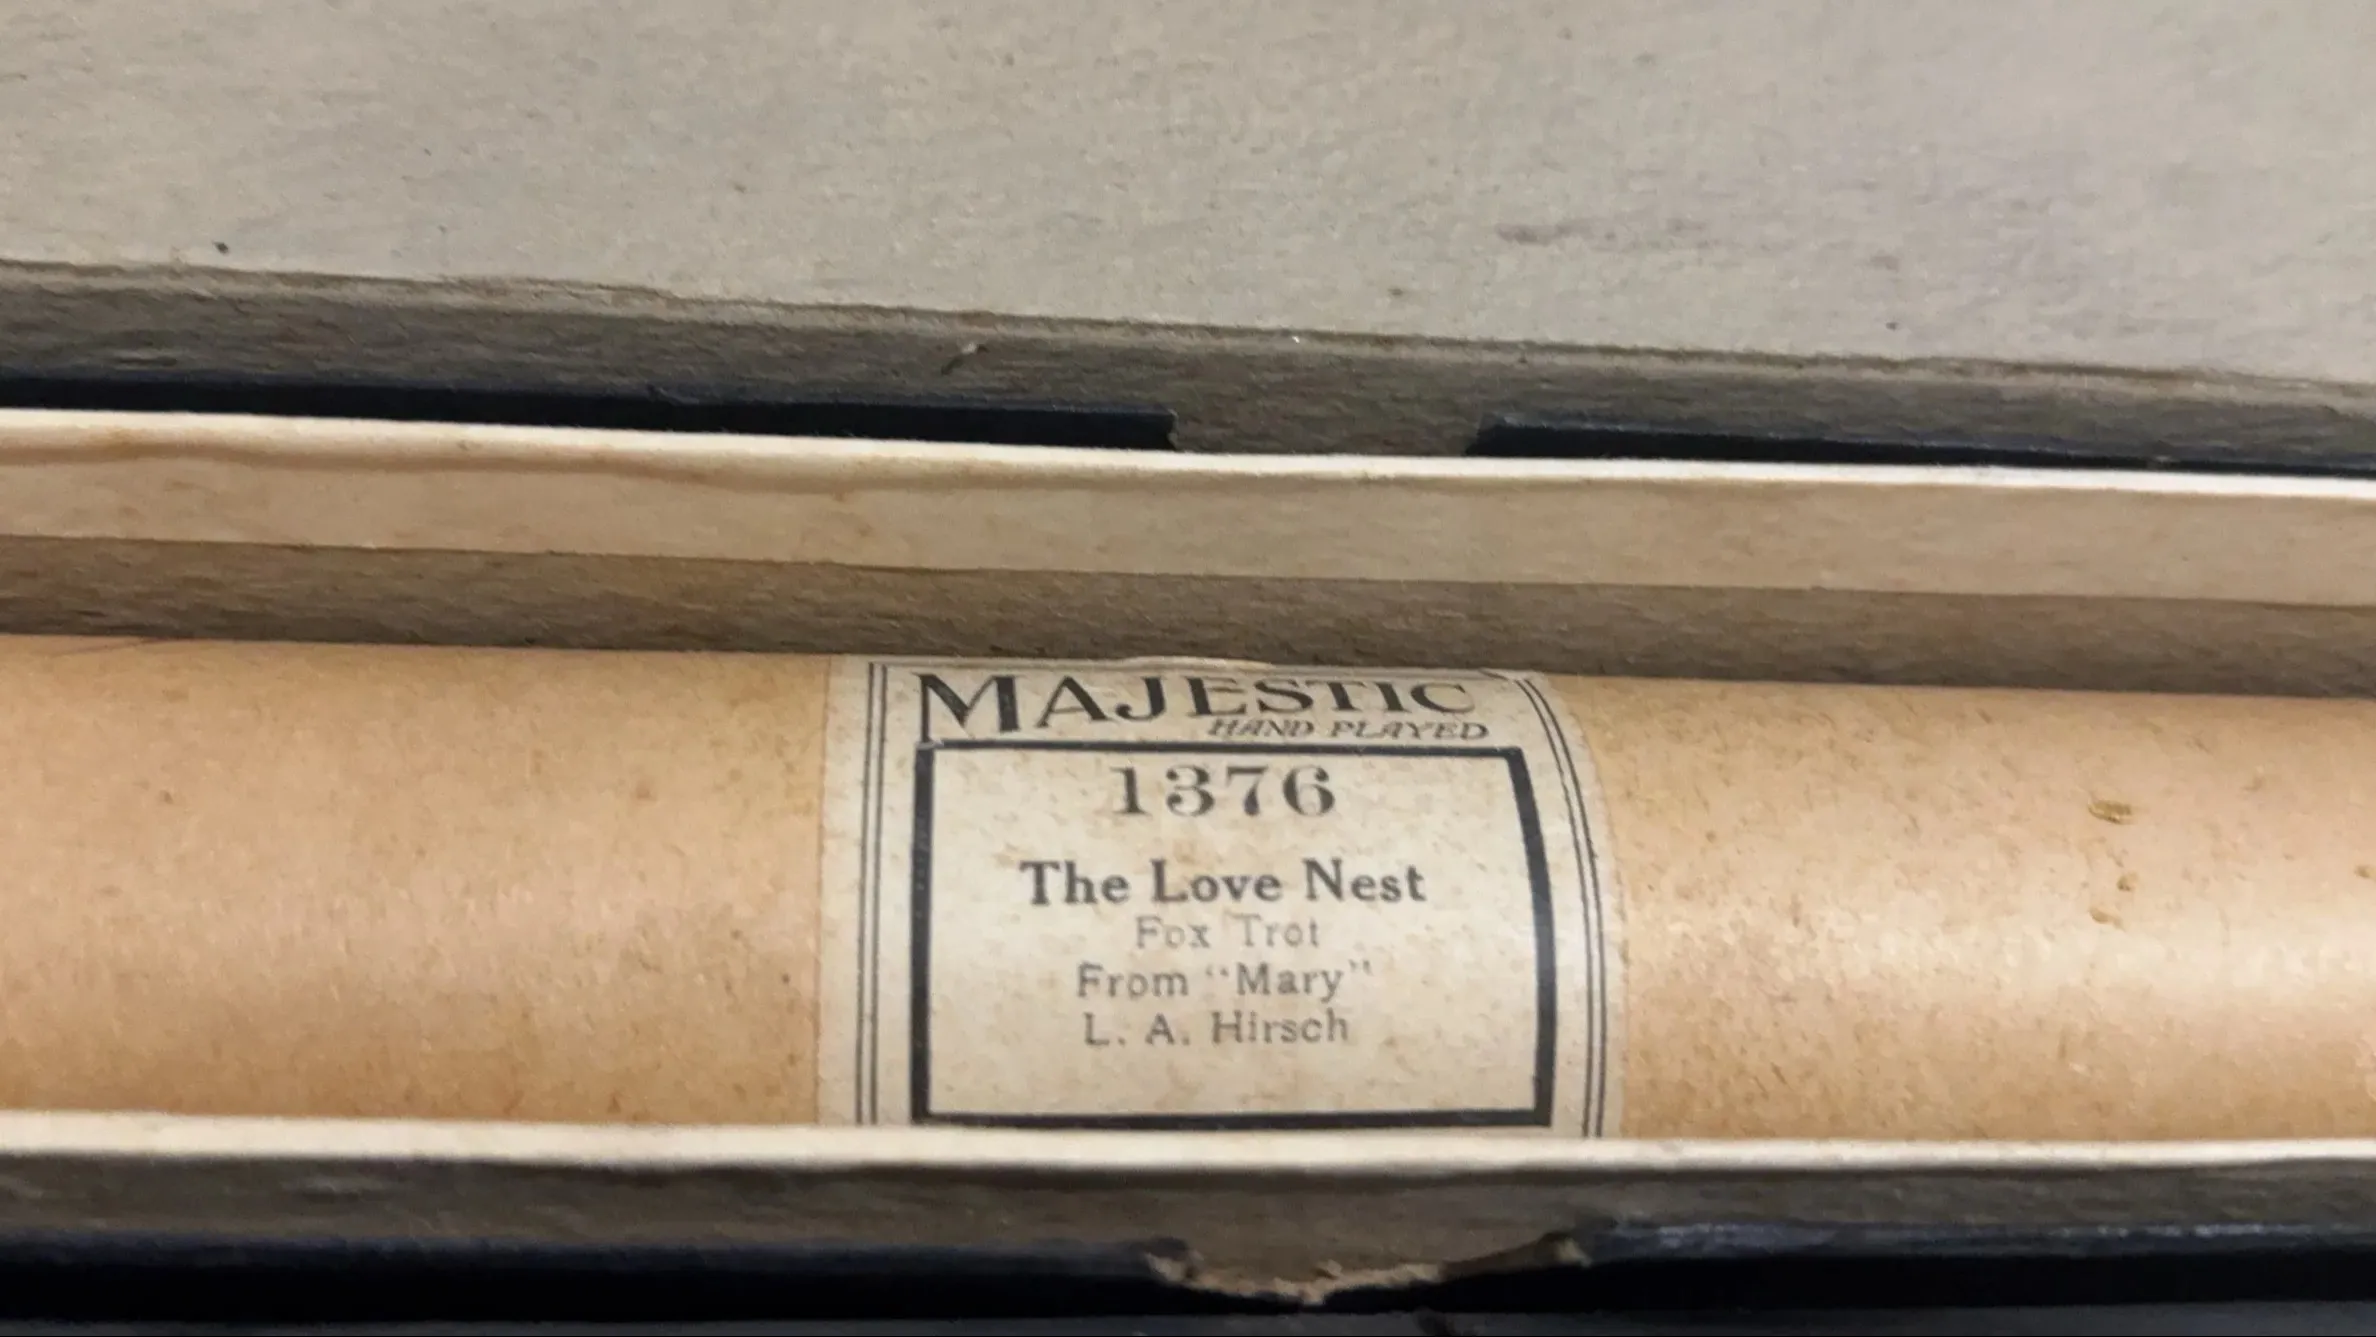 MAJESTIC
HAND PLAYED
1376
The Love Nest
Fox Trot
From "Mary"
L. A. Hirsch